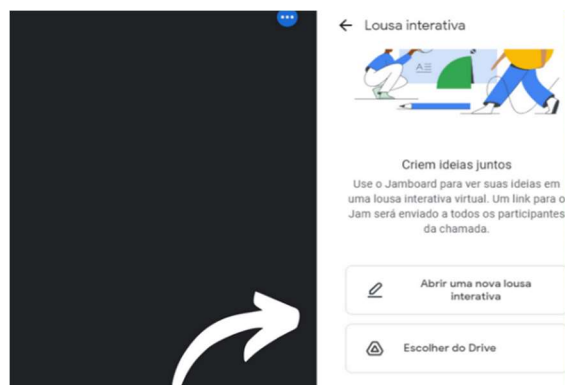 Lousa interativa
Criem ideias juntos
Use o Jamboard para ver suas ideias em
uma lousa interativa virtual. Um link para o
Jam será enviado a todos os participantes
da chamada.
Abrir uma nova lousa
interativa
Escolher do Drive